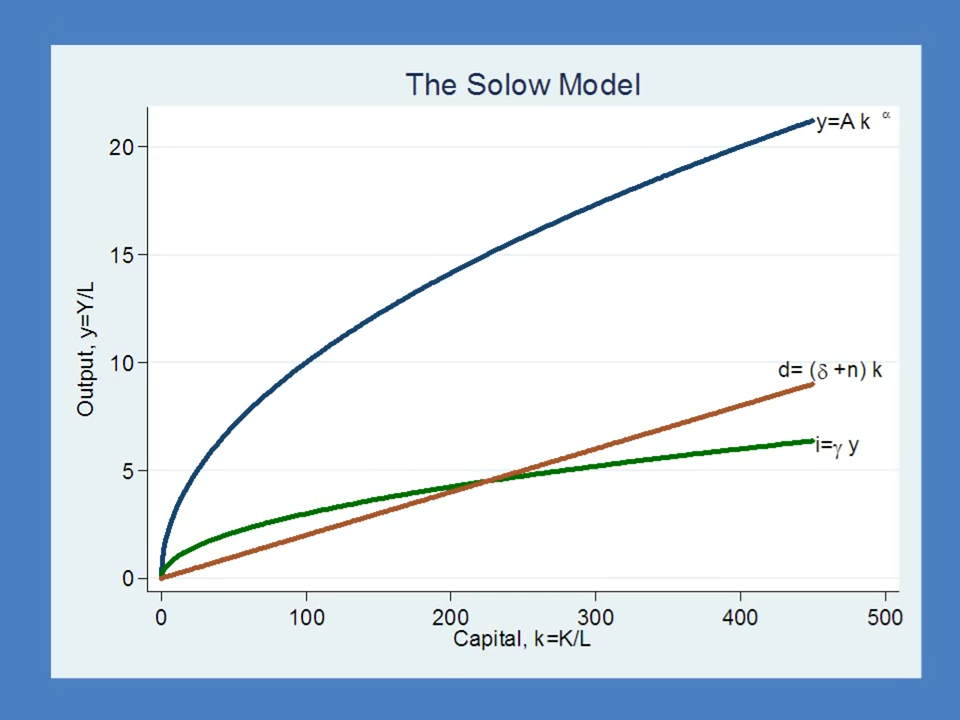 The Solow Model
Output, y=Y/L
20
15
10
5
0
y=A k α
d= (δ +n) k
i=γ y
0 100 200 300 400 500
Capital, k=K/L